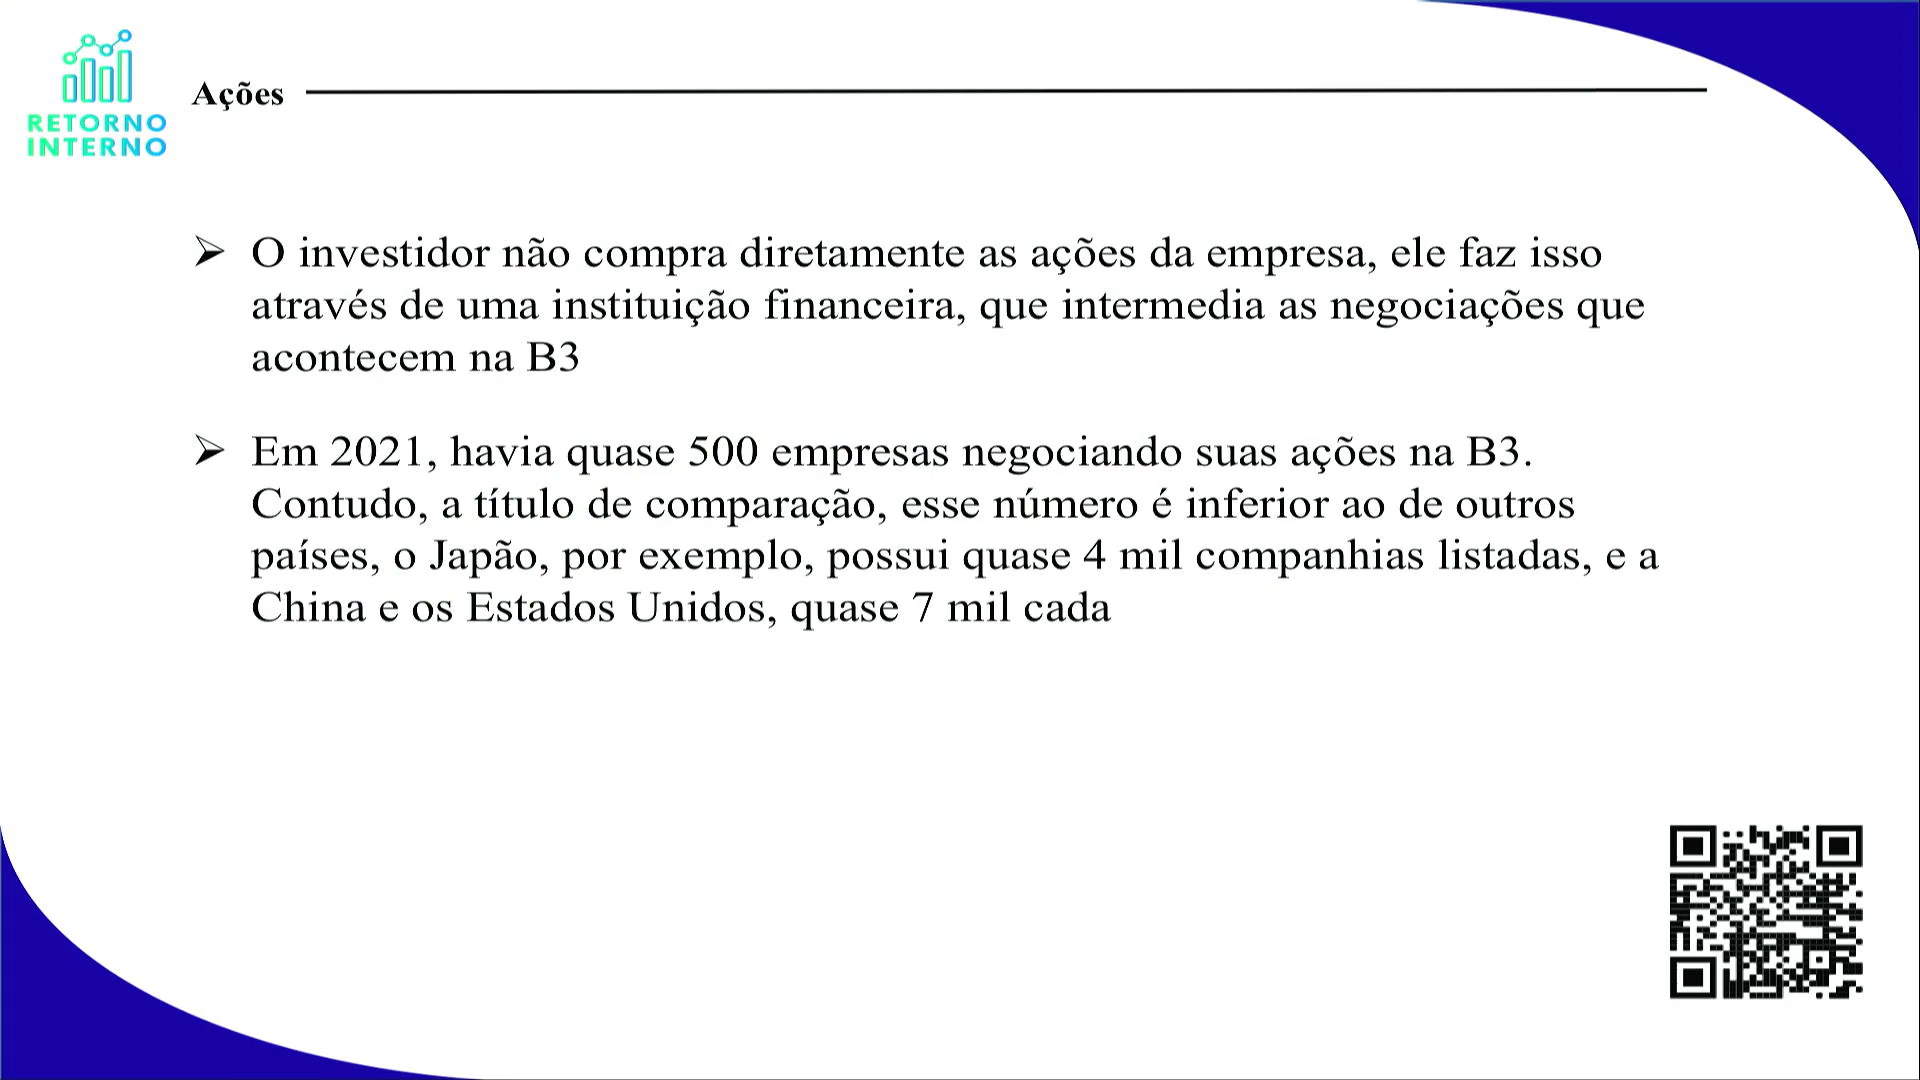 RETORNO
INTERNO
Ações
O investidor não compra diretamente as ações da empresa, ele faz isso
através de uma instituição financeira, que intermedia as negociações que
acontecem na B3
Em 2021, havia quase 500 empresas negociando suas ações na B3.
Contudo, a título de comparação, esse número é inferior ao de outros
países, o Japão, por exemplo, possui quase 4 mil companhias listadas, e a
China e os Estados Unidos, quase 7 mil cada